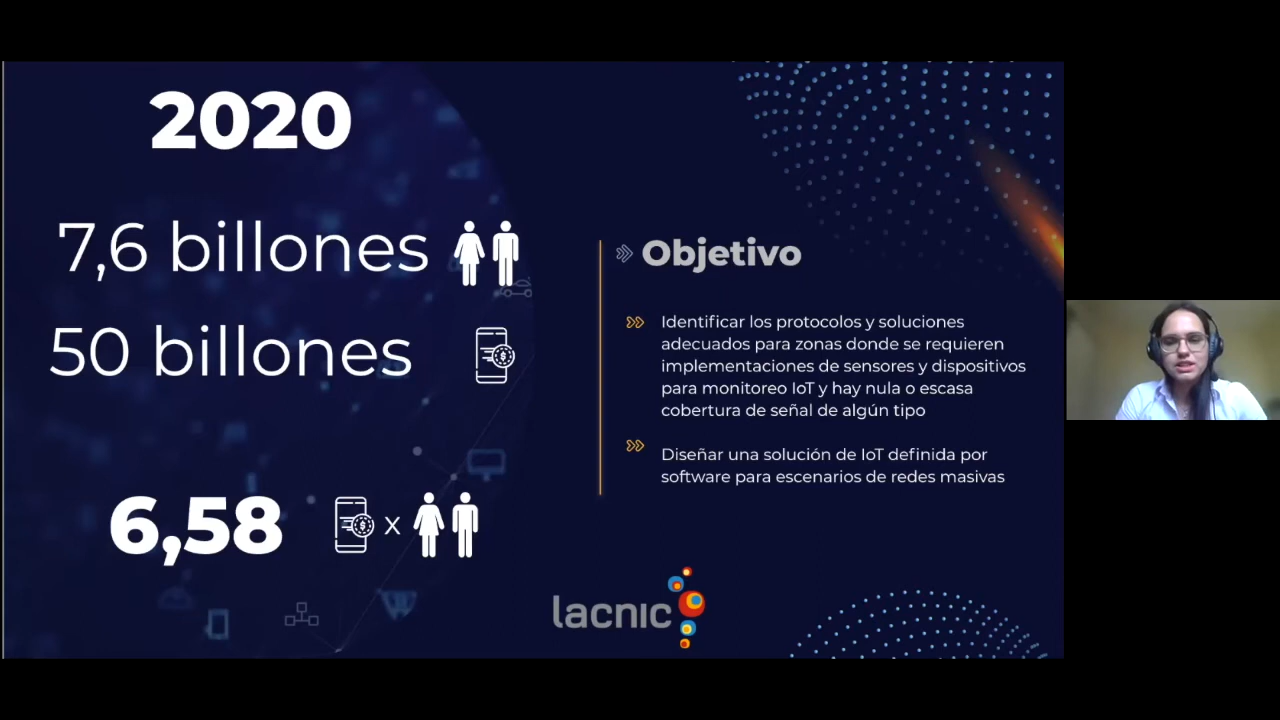 2020
7,6 billones
50 billones
6,58
x
Objetivo
Identificar los protocolos y soluciones
adecuados para zonas donde se requieren
implementaciones de sensores y dispositivos
para monitoreo IoT y hay nula o escasa
cobertura de señal de algún tipo
Diseñar una solución de IoT definida por
software para escenarios de redes masivas
lacnic